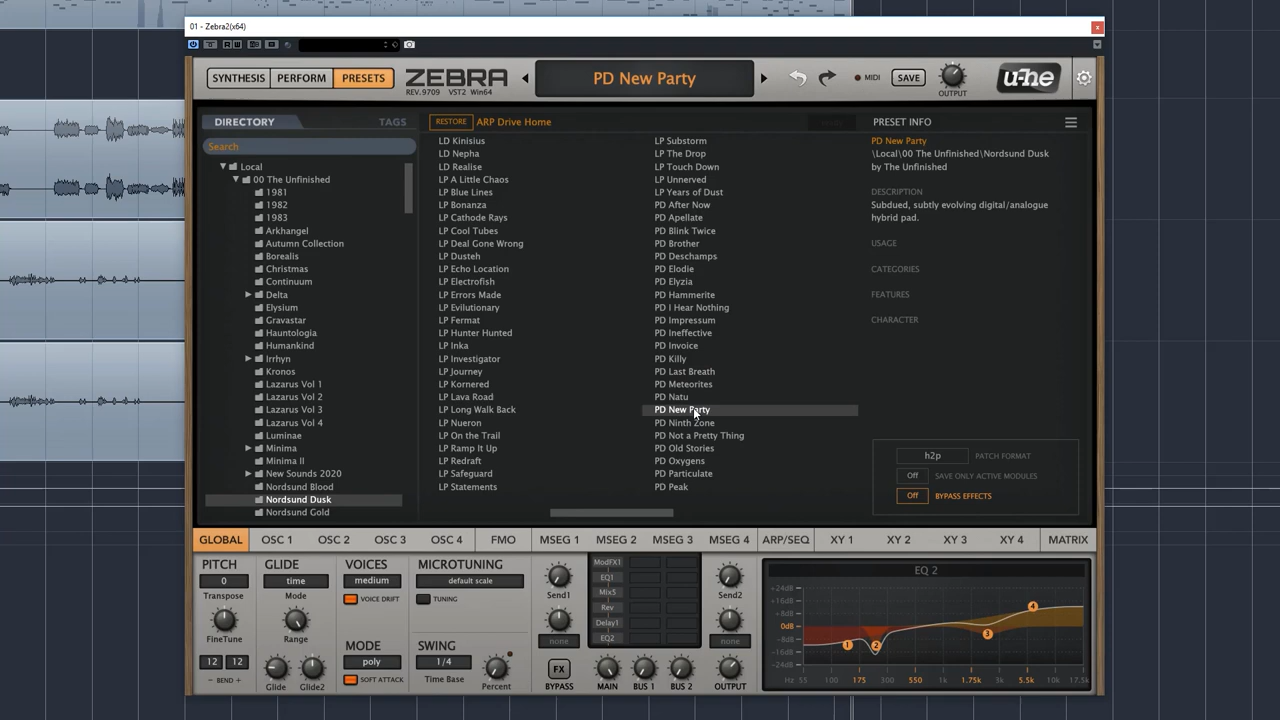 01 - Zebra2(x64)
SYNTHESIS PERFORM PRESETS
ZEBRA
REV.9709 VST2 Win64
PD New Party
MIDI SAVE
OUTPUT
u-he
DIRECTORY TAGS
Search
Local
00 The Unfinished
1981
1982
1983
Arkhangel
Autumn Collection
Borealis
Christmas
Continuum
Delta
Elysium
Gravastar
Hauntologia
Humankind
Irrhyn
Kronos
Lazarus Vol 1
Lazarus Vol 2
Lazarus Vol 3
Lazarus Vol 4
Luminae
Minima
Minima II
New Sounds 2020
Nordsund Blood
Nordsund Dusk
Nordsund Gold
RESTORE ARP Drive Home
LD Kinisius
LD Nepha
LD Realise
LP A Little Chaos
LP Blue Lines
LP Bonanza
LP Cathode Rays
LP Cool Tubes
LP Deal Gone Wrong
LP Dusteh
LP Echo Location
LP Electrofish
LP Errors Made
LP Evilutionary
LP Fermat
LP Hunter Hunted
LP Inka
LP Investigator
LP Journey
LP Kornered
LP Lava Road
LP Long Walk Back
LP Nueron
LP On the Trail
LP Ramp It Up
LP Redraft
LP Safeguard
LP Statements
LP Substorm
LP The Drop
LP Touch Down
LP Unnerved
LP Years of Dust
PD After Now
PD Apellate
PD Blink Twice
PD Brother
PD Deschamps
PD Elodie
PD Elyzia
PD Hammerite
PD I Hear Nothing
PD Impressum
PD Ineffective
PD Invoice
PD Killy
PD Last Breath
PD Meteorites
PD Natu
PD New Party
PD Ninth Zone
PD Not a Pretty Thing
PD Old Stories
PD Oxygens
PD Particulate
PD Peak
PRESET INFO
PD New Party
\Local\00 The Unfinished\Nordsund Dusk
by The Unfinished
DESCRIPTION
Subdued, subtly evolving digital/analogue
hybrid pad.
USAGE
CATEGORIES
FEATURES
CHARACTER
h2p PATCH FORMAT
Off SAVE ONLY ACTIVE MODULES
Off BYPASS EFFECTS
GLOBAL OSC 1 OSC 2 OSC 3 OSC 4 FMO MSEG 1 MSEG 2 MSEG 3 MSEG 4 ARP/SEQ XY 1 XY 2 XY 3 XY 4 MATRIX
PITCH
0
Transpose
FineTune
12 12
- BEND +
GLIDE
time
Mode
Range
Glide Glide2
VOICES
medium
VOICE DRIFT
MODE
poly
SOFT ATTACK
MICROTUNING
default scale
TUNING
SWING
1/4
Time Base
Percent
Send1
none
FX
BYPASS
ModFX1
EQ1
Mix5
Rev
Delay1
EQ2
MAIN BUS 1 BUS 2
Send2
none
OUTPUT
EQ 2
+24dB
+16dB
+8dB
0dB
-8dB
-16dB
-24dB
1 2 3 4
Hz 55 100 175 300 550 1k 1.75k 3k 5.5k 10k 17.5k